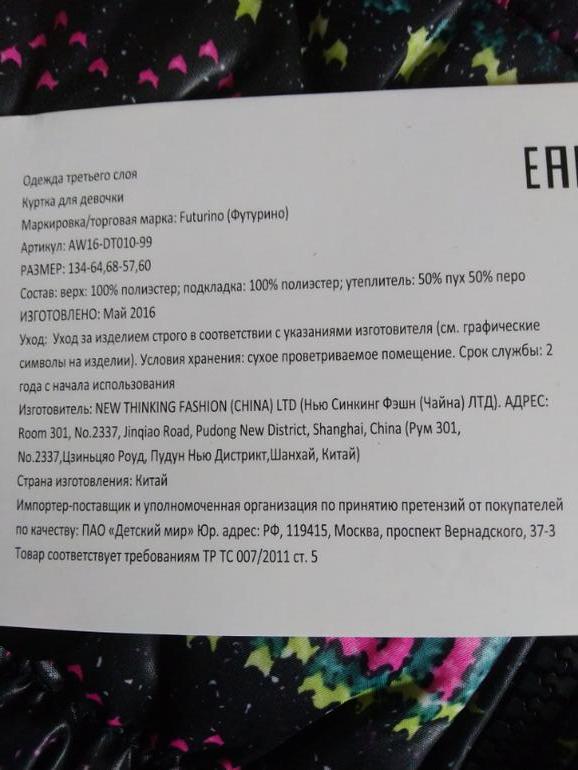 EAC
Одежда третьего слоя
Куртка для девочки
Маркировка/торговая марка: Futurino (Футурино)
Артикул: AW16-DT010-99
РАЗМЕР: 134-64,68-57,60
Состав: верх: 100% полиэстер; подкладка: 100% полиэстер; утеплитель: 50% пух 50% перо
ИЗГОТОВЛЕНО: Май 2016
Уход: Уход за изделием строго в соответствии с указаниями изготовителя (см. графические
символы на изделии). Условия хранения: сухое проветриваемое помещение. Срок службы: 2
года с начала использования
Изготовитель: NEW THINKING FASHION (CHINA) LTD (Нью Синкинг Фэшн (Чайна) ЛТД). АДРЕС:
Room 301, No.2337, Jinqiao Road, Pudong New District, Shanghai, China (Рум 301,
No.2337,Цзиньцяо Роуд, Пудун Нью Дистрикт,Шанхай, Китай)
Страна изготовления: Китай
Импортер-поставщик и уполномоченная организация по принятию претензий от покупателей
по качеству: ПАО «Детский мир» Юр. адрес: РФ, 119415, Москва, проспект Вернадского, 37-3
Товар соответствует требованиям ТР ТС 007/2011 ст. 5